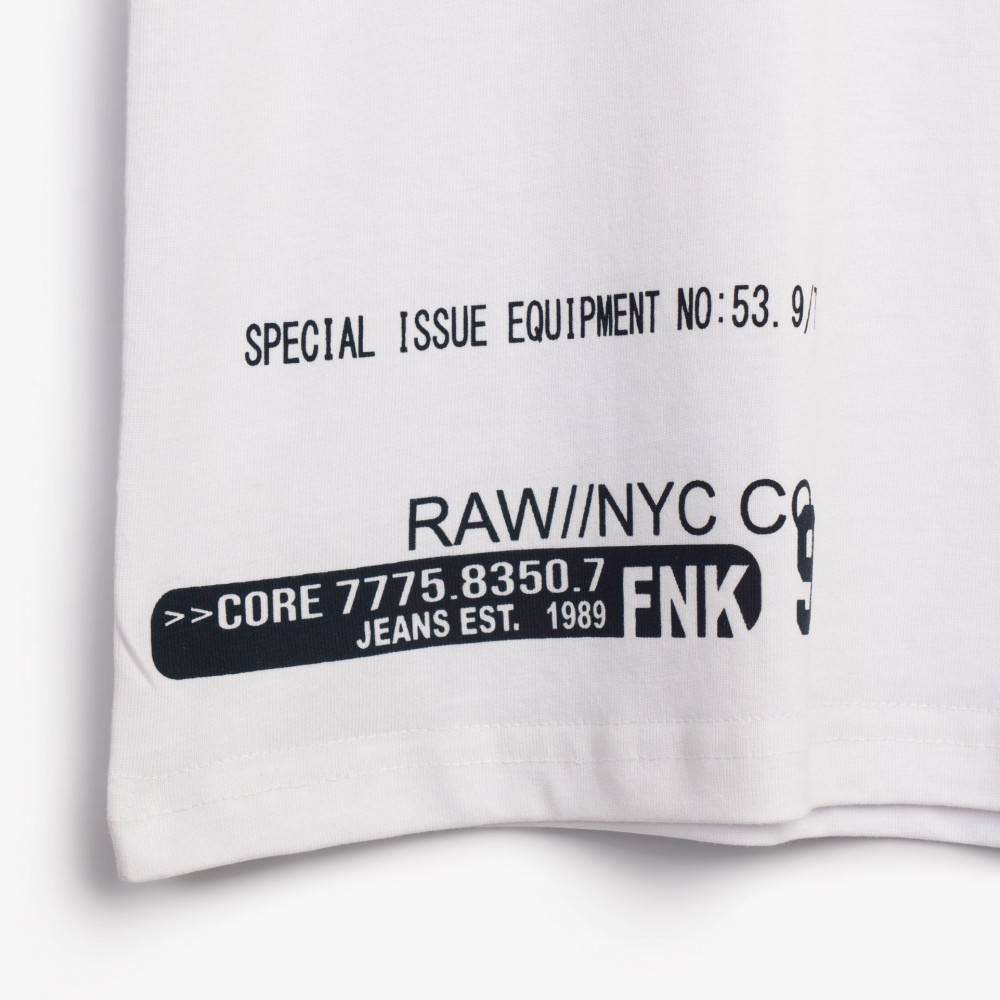 SPECIAL ISSUE EQUIPMENT NO:53. 9/
RAW//NYC
>>CORE 7775.8350.7
JEANS EST. 1989
FNK